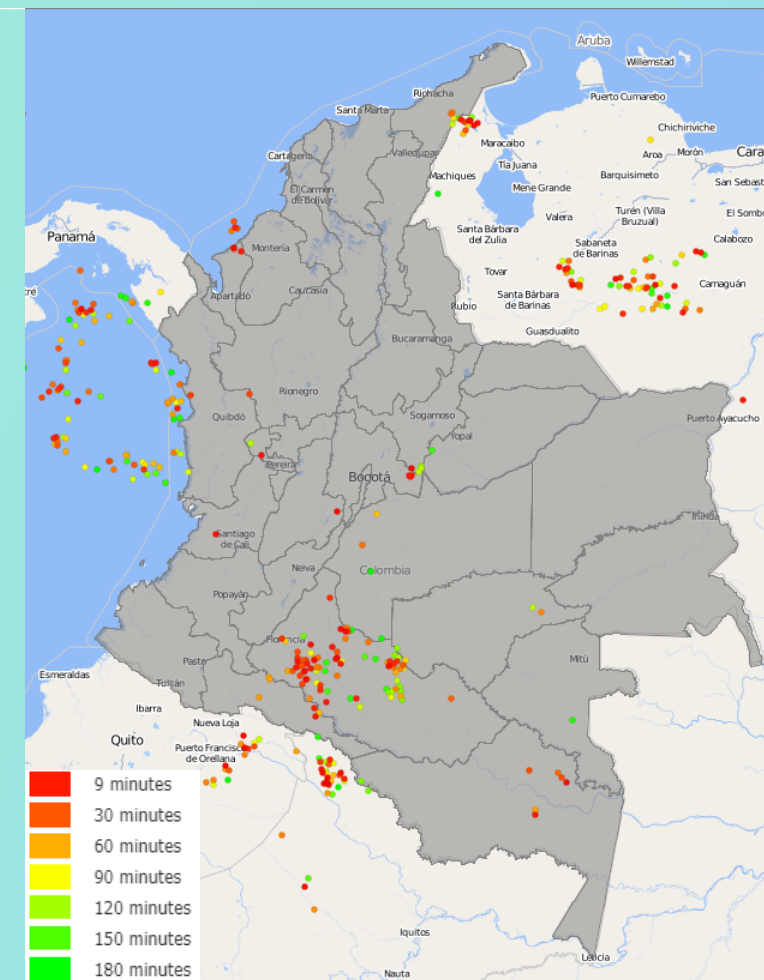 Aruba
Willemstad
Riohacha
Puerto Cumarebo
Santa Marta
Chichiriviche
Cartagena
Maracaibo
Aroa
Morón
Cara
Valledupar
Tía Juana
Barquisimeto
Machiques
Mene Grande
San Sebast
El Carmen
de Bolívar
Valera
Turén (Villa
Bruzual)
El Somb
Santa Bárbara
del Zulia
Panamá
Montería
Sabaneta
de Barinas
Calabozo
Tovar
Camaguán
tré
Apartadó
Caucasia
Santa Bárbara
de Barinas
Rubio
Guasdualito
Bucaramanga
Rionegro
Quibdó
Sogamoso
Puerto Ayacucho
Yopal
Pereira
Bogotá
Inírida
Santiago
de Cali
Neiva
Colombia
Popayán
Florencia
Mitú
Pasto
Esmeraldas
Tulcán
Ibarra
Nueva Loja
Quito
Puerto Francisco
de Orellana
9 minutes
30 minutes
60 minutes
90 minutes
120 minutes
150 minutes
180 minutes
Iquitos
Leticia
Nauta